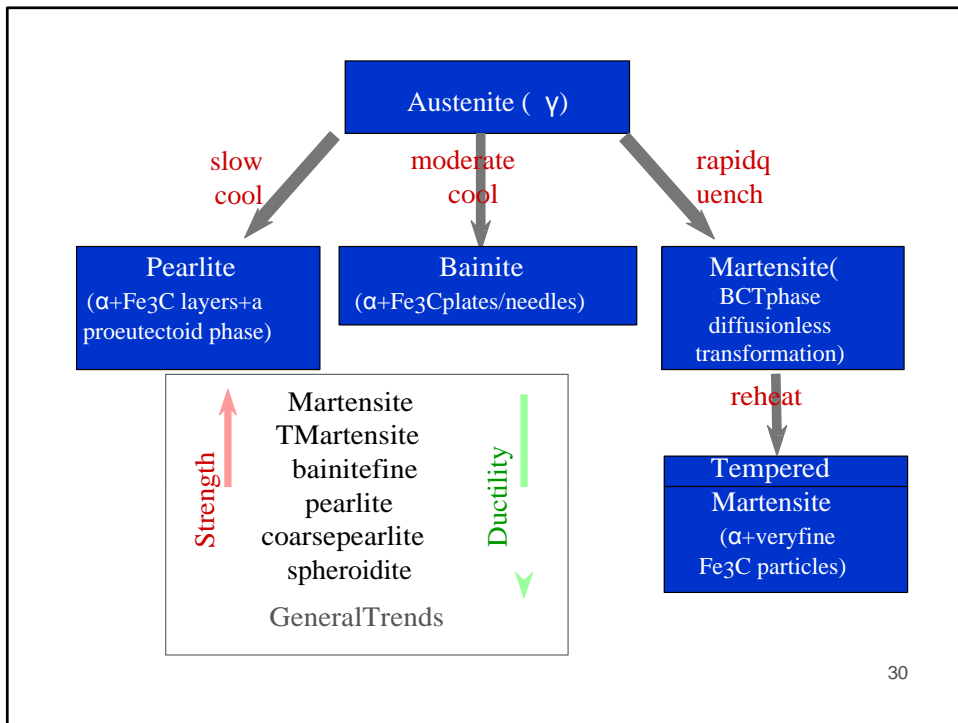 Austenite ( γ)
slow
cool
moderate
cool
rapidq
uench
Pearlite
(α+Fe3C layers+a
proeutectoid phase)
Bainite
(α+Fe3Cplates/needles)
Martensite(
BCTphase
diffusionless
transformation)
reheat
Tempered
Martensite
(α+veryfine
Fe3C particles)
Strength
Martensite
TMartensite
bainitefine
pearlite
coarsepearlite
spheroidite
Ductility
GeneralTrends
30